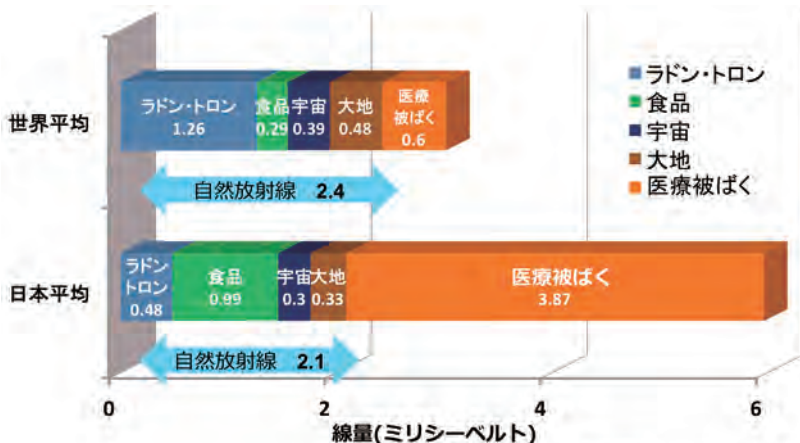 世界平均
ラドン・トロン
1.26
食品
0.29
宇宙
0.39
大地
0.48
医療
被ばく
0.6
自然放射線 2.4
日本平均
ラドン
トロン
0.48
食品
0.99
宇宙
0.3
大地
0.33
医療被ばく
3.87
自然放射線 2.1
0 2 4 6
線量(ミリシーベルト)
ラドン・トロン
食品
宇宙
大地
医療被ばく